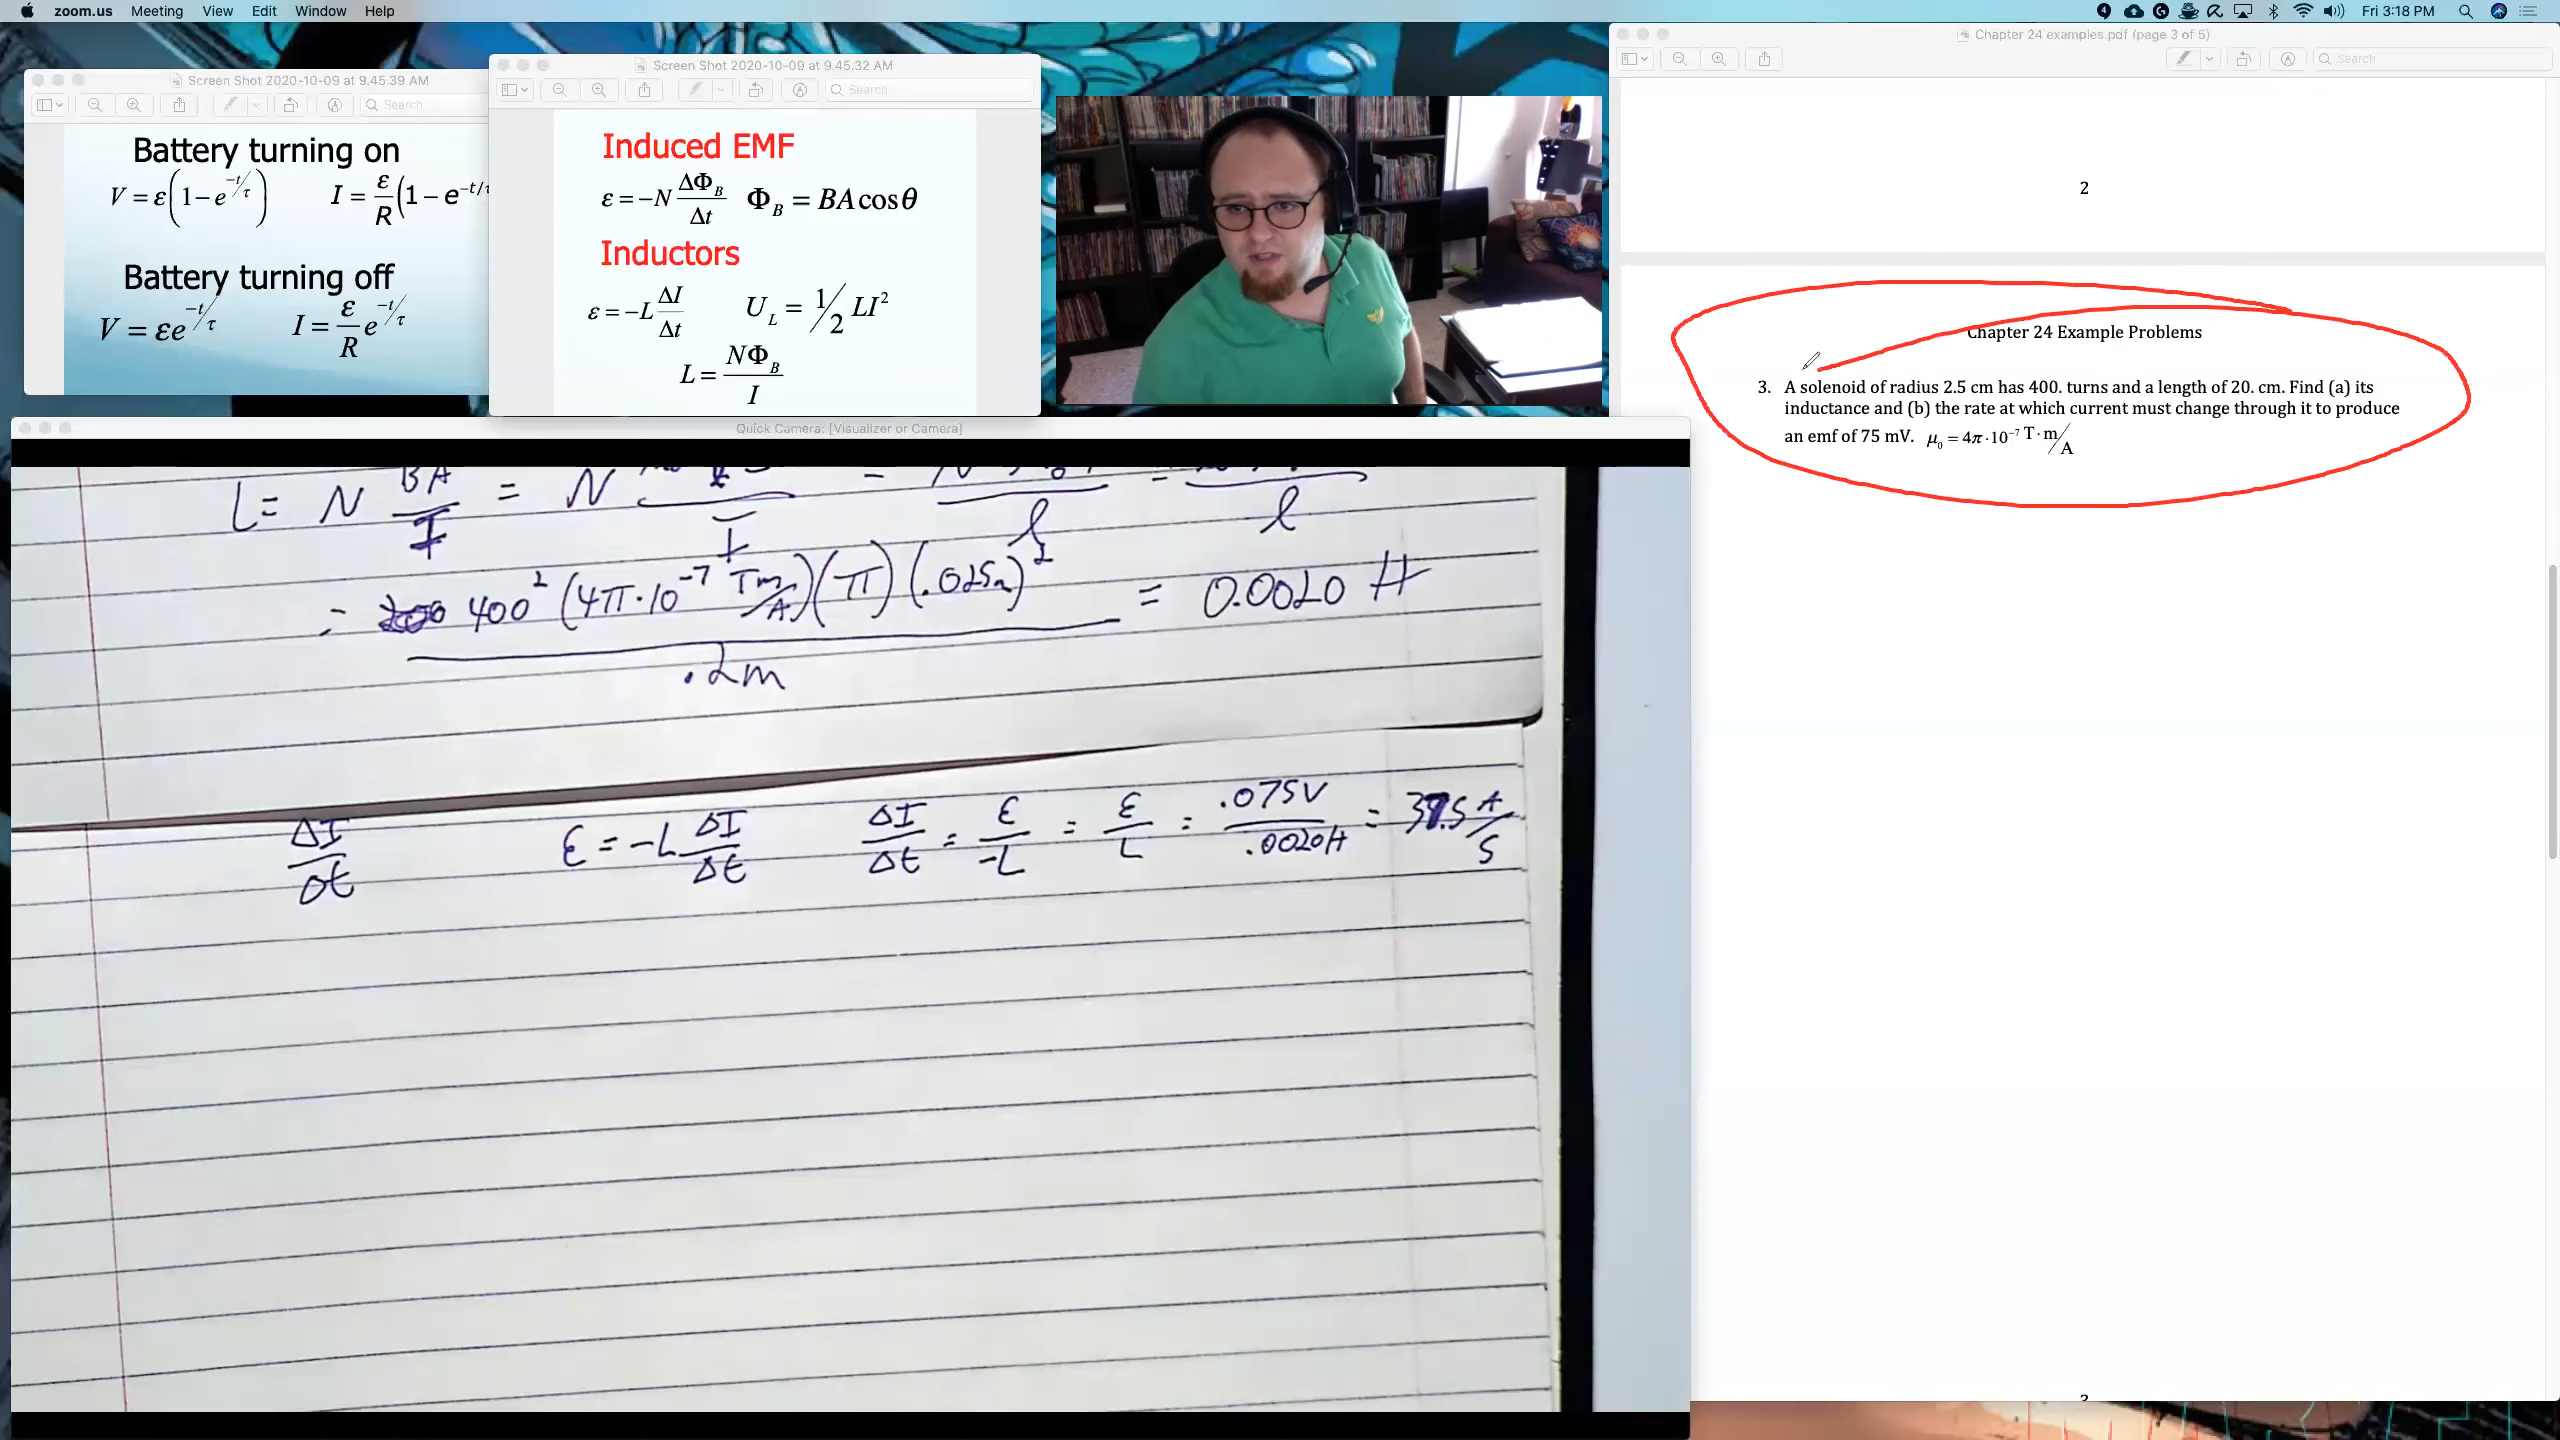 zoom.us Meeting View Edit Window Help
Fri 3:18 PM
Screen Shot 2020-10-09 at 9.45.39 AM
Search
Battery turning on
V = ε(1 − e^(−t/τ)) I = ε/R (1 − e^(−t/τ
Battery turning off
V = εe^(−t/τ) I = ε/R e^(−t/τ)
Screen Shot 2020-10-09 at 9.45.32 AM
Search
Induced EMF
ε = −N ΔΦ_B/Δt Φ_B = BA cos θ
Inductors
ε = −L ΔI/Δt U_L = 1/2 LI²
L = NΦ_B/I
Chapter 24 examples.pdf (page 3 of 5)
Search
2
Chapter 24 Example Problems
3. A solenoid of radius 2.5 cm has 400. turns and a length of 20. cm. Find (a) its
inductance and (b) the rate at which current must change through it to produce
an emf of 75 mV. μ₀ = 4π·10⁻⁷ T·m/A
Quick Camera: [Visualizer or Camera]
L = N BA/I = N
= 400² (4π·10⁻⁷ Tm/A)(π)(.025m)² / .2m = 0.0020 H
ΔI/Δt ε = −L ΔI/Δt ΔI/Δt = ε/−L = ε/L = .075V/.0020H = 37.5 A/s